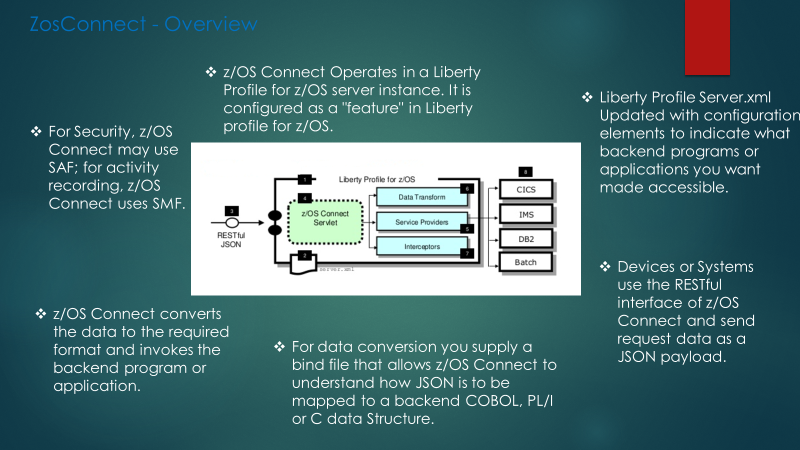 ZosConnect - Overview
❖ z/OS Connect Operates in a Liberty
Profile for z/OS server instance. It is
configured as a "feature" in Liberty
profile for z/OS.
❖ Liberty Profile Server.xml
Updated with configuration
elements to indicate what
backend programs or
applications you want
made accessible.
❖ For Security, z/OS
Connect may use
SAF; for activity
recording, z/OS
Connect uses SMF.
1
Liberty Profile for z/OS
8
4
z/OS Connect
Servlet
Data Transform
6
CICS
3
RESTful
JSON
Service Providers
5
IMS
Interceptors
7
DB2
2
server.xml
Batch
❖ Devices or Systems
use the RESTful
interface of z/OS
Connect and send
request data as a
JSON payload.
❖ z/OS Connect converts
the data to the required
format and invokes the
backend program or
application.
❖ For data conversion you supply a
bind file that allows z/OS Connect to
understand how JSON is to be
mapped to a backend COBOL, PL/I
or C data Structure.